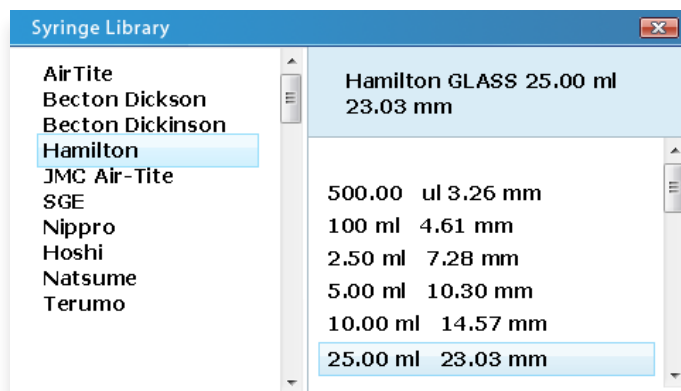 Syringe Library
AirTite
Becton Dickson
Becton Dickinson
Hamilton
JMC Air-Tite
SGE
Nippro
Hoshi
Natsume
Terumo
Hamilton GLASS 25.00 ml
23.03 mm
500.00 ul 3.26 mm
100 ml 4.61 mm
2.50 ml 7.28 mm
5.00 ml 10.30 mm
10.00 ml 14.57 mm
25.00 ml 23.03 mm